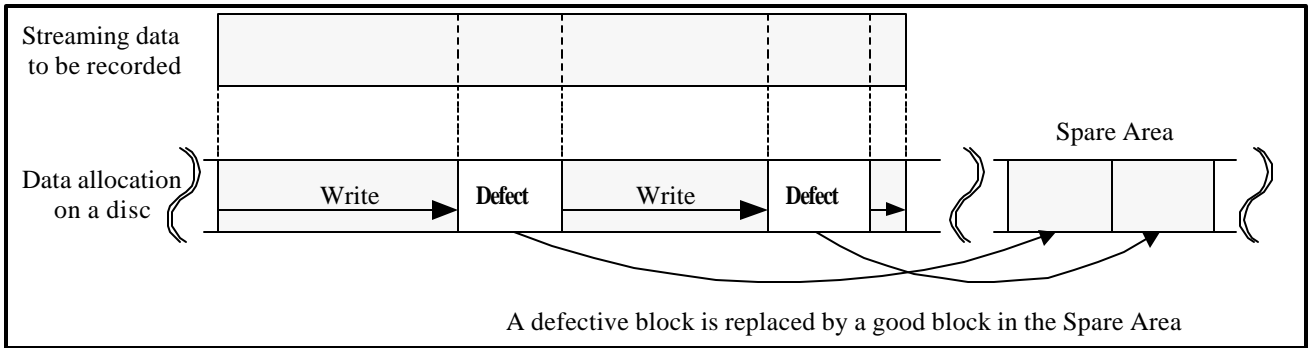 Streaming data
to be recorded
Spare Area
Data allocation
on a disc
Write
Defect
Write
Defect
A defective block is replaced by a good block in the Spare Area